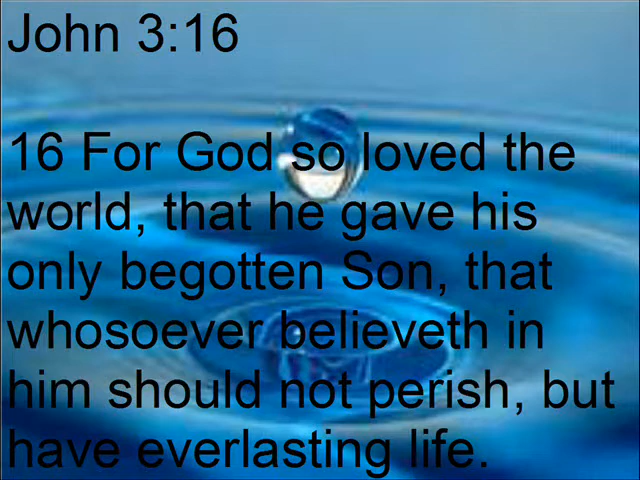 John 3:16
16 For God so loved the
world, that he gave his
only begotten Son, that
whosoever believeth in
him should not perish, but
have everlasting life.